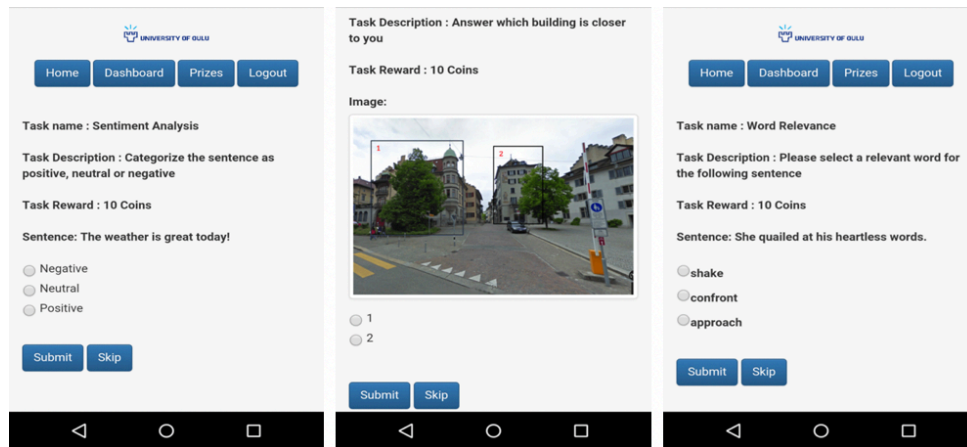 UNIVERSITY OF OULU
Home Dashboard Prizes Logout
Task name : Sentiment Analysis
Task Description : Categorize the sentence as
positive, neutral or negative
Task Reward : 10 Coins
Sentence: The weather is great today!
Negative
Neutral
Positive
Submit Skip
Task Description : Answer which building is closer
to you
Task Reward : 10 Coins
Image:
1
2
1
2
Submit Skip
UNIVERSITY OF OULU
Home Dashboard Prizes Logout
Task name : Word Relevance
Task Description : Please select a relevant word for
the following sentence
Task Reward : 10 Coins
Sentence: She quailed at his heartless words.
shake
confront
approach
Submit Skip